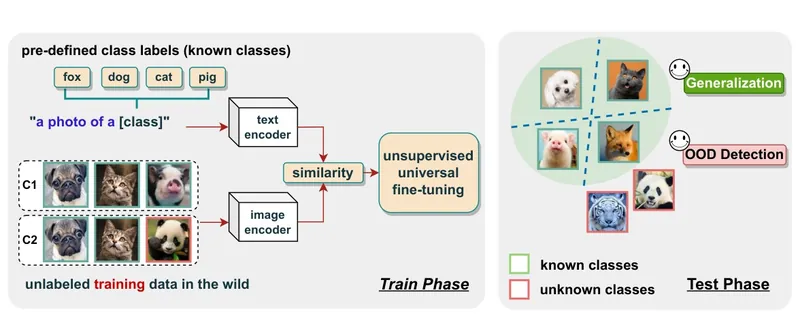 pre-defined class labels (known classes)
fox
dog
cat
pig
"a photo of a [class]"
text
encoder
C1
C2
image
encoder
similarity
unsupervised
universal
fine-tuning
unlabeled training data in the wild
Train Phase
Generalization
OOD Detection
known classes
unknown classes
Test Phase